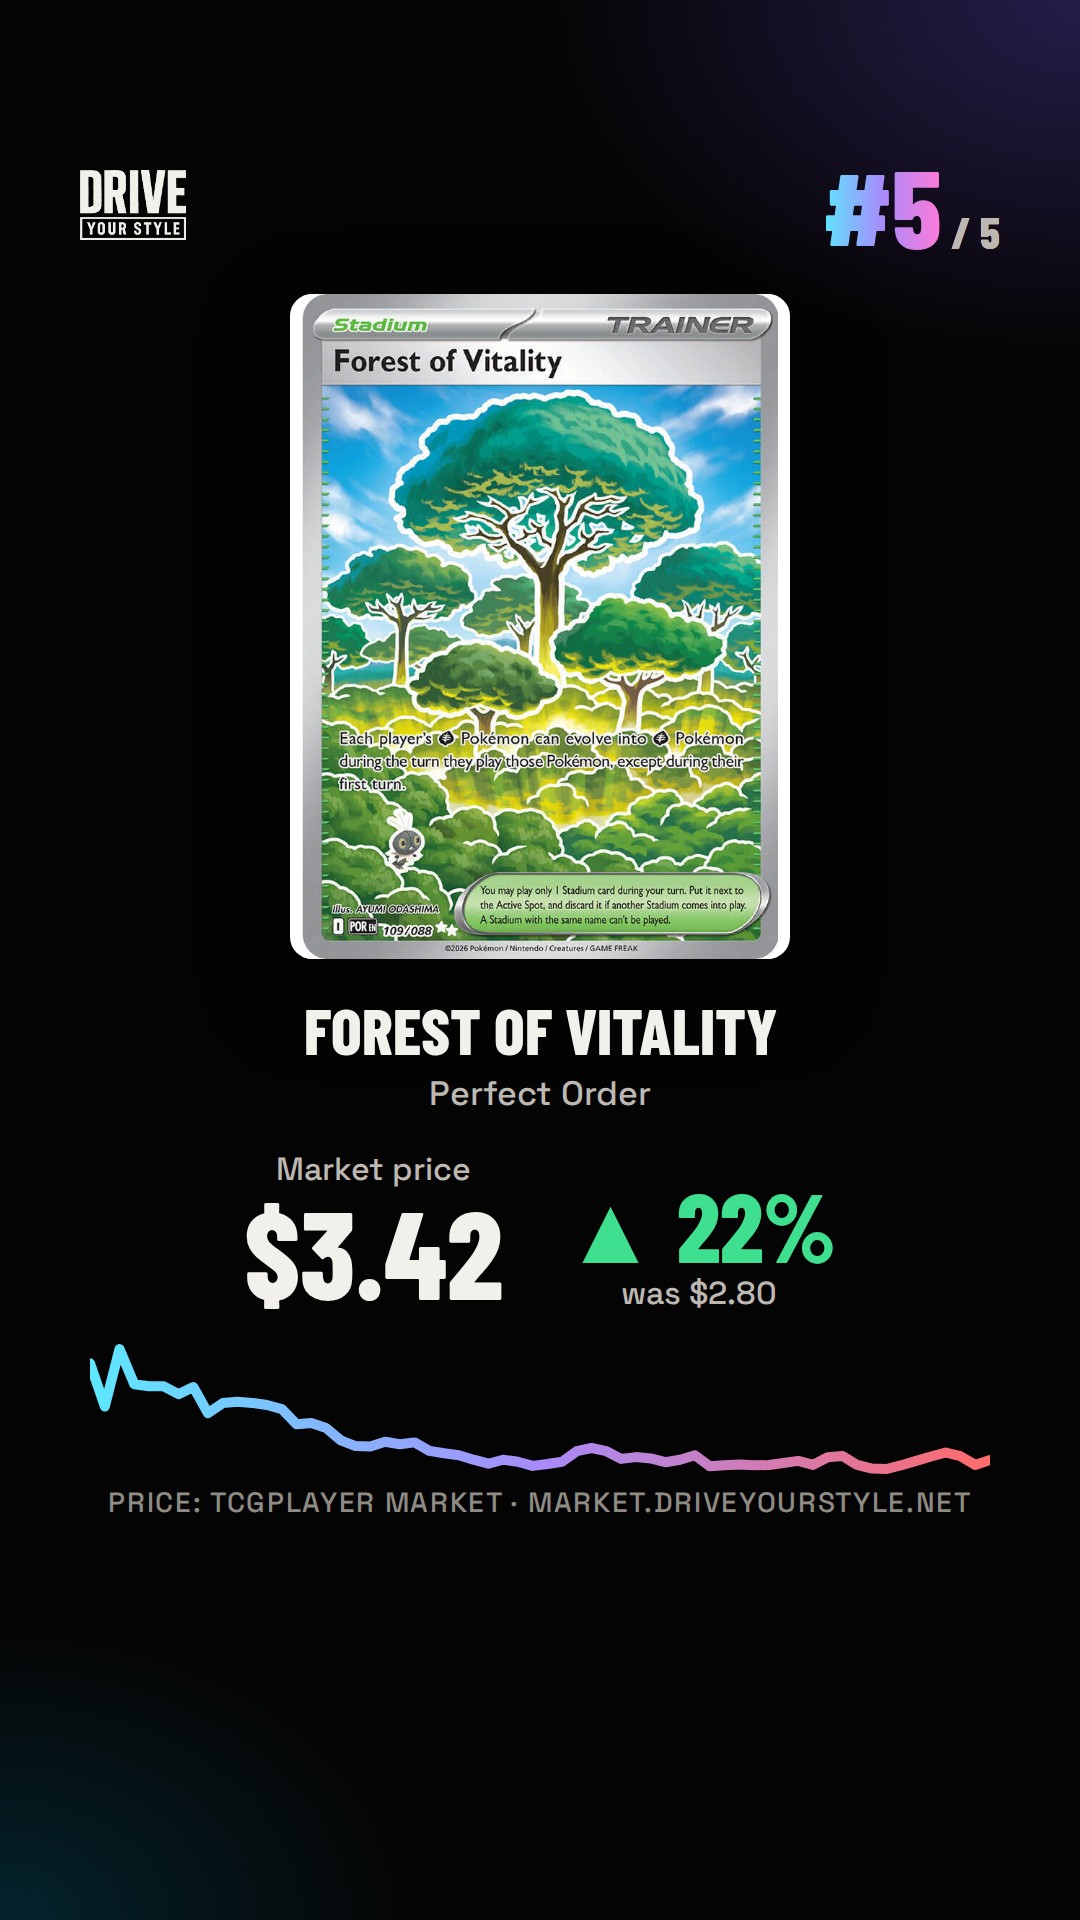 DRIVE
YOUR STYLE
#5 / 5
Stadium
TRAINER
Forest of Vitality
Each player's Pokémon can evolve into Pokémon
during the turn they play those Pokémon, except during their
first turn.
You may play only 1 Stadium card during your turn. Put it next to
the Active Spot, and discard it if another Stadium comes into play.
A Stadium with the same name can't be played.
Illus. AYUMI ODASHIMA
I POR EN 109/088
©2026 Pokémon / Nintendo / Creatures / GAME FREAK
FOREST OF VITALITY
Perfect Order
Market price
$3.42
▲ 22%
was $2.80
PRICE: TCGPLAYER MARKET · MARKET.DRIVEYOURSTYLE.NET